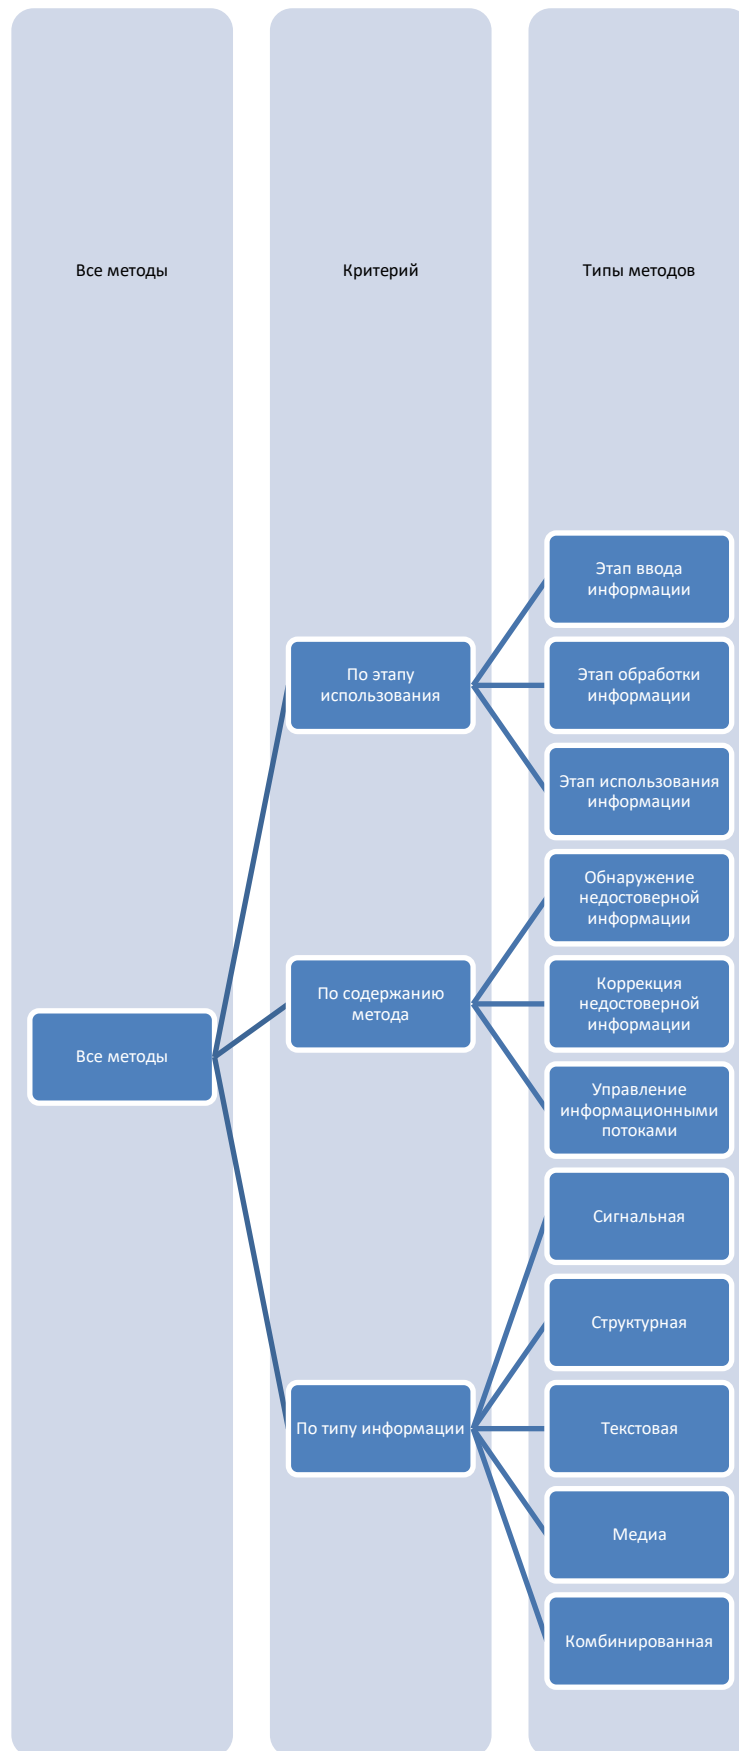 Все методы
Критерий
Типы методов
Этап ввода
информации
По этапу
использования
Этап обработки
информации
Этап использования
информации
Обнаружение
недостоверной
информации
По содержанию
метода
Коррекция
недостоверной
информации
Все методы
Управление
информационными
потоками
Сигнальная
Структурная
По типу информации
Текстовая
Медиа
Комбинированная